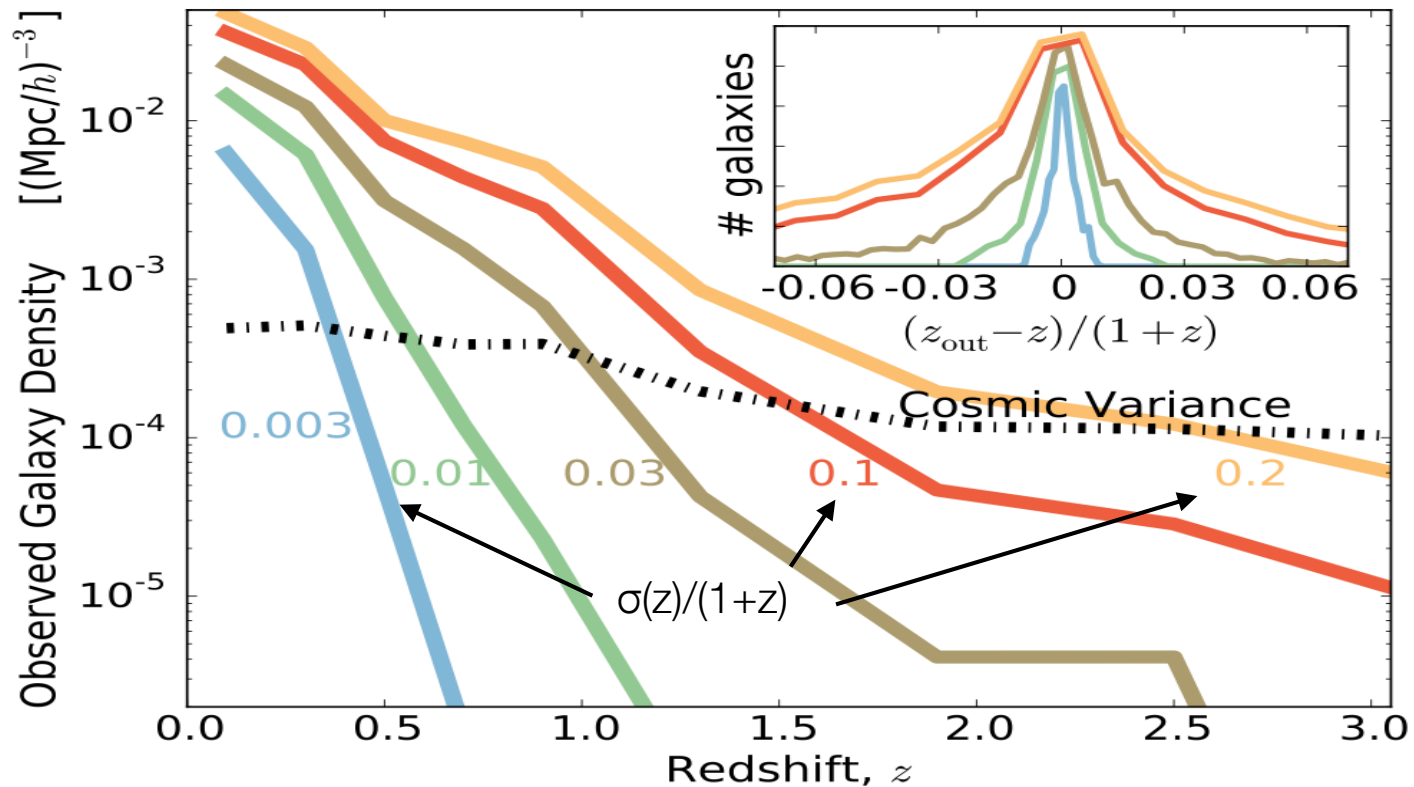 Observed Galaxy Density [(Mpc/h)⁻³]
10⁻²
10⁻³
10⁻⁴
10⁻⁵
# galaxies
-0.06 -0.03 0 0.03 0.06
(z_out−z)/(1+z)
Cosmic Variance
0.003
0.01
0.03
0.1
0.2
σ(z)/(1+z)
0.0 0.5 1.0 1.5 2.0 2.5 3.0
Redshift, z